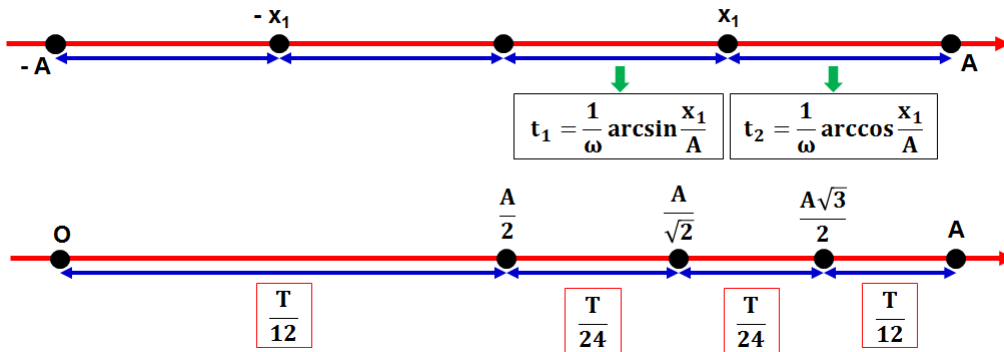 - x₁ x₁
- A A
t₁ = 1/ω arcsin x₁/A t₂ = 1/ω arccos x₁/A
O A/2 A/√2 A√3/2 A
T/12 T/24 T/24 T/12